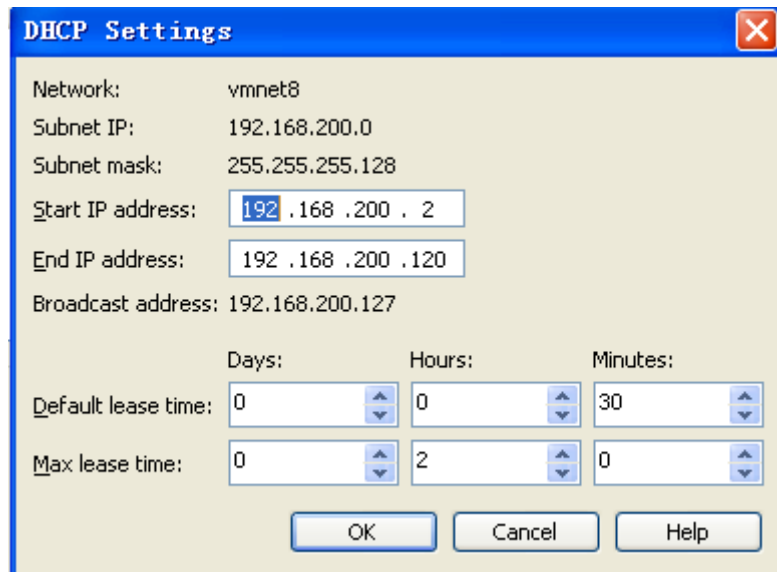 DHCP Settings
Network: vmnet8
Subnet IP: 192.168.200.0
Subnet mask: 255.255.255.128
Start IP address: 192 .168 .200 . 2
End IP address: 192 .168 .200 .120
Broadcast address: 192.168.200.127
Days: Hours: Minutes:
Default lease time: 0 0 30
Max lease time: 0 2 0
OK Cancel Help